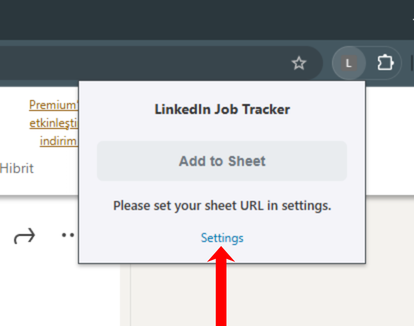 L
Premium'
etkinleşti
indirim
Hibrit
LinkedIn Job Tracker
Add to Sheet
Please set your sheet URL in settings.
Settings